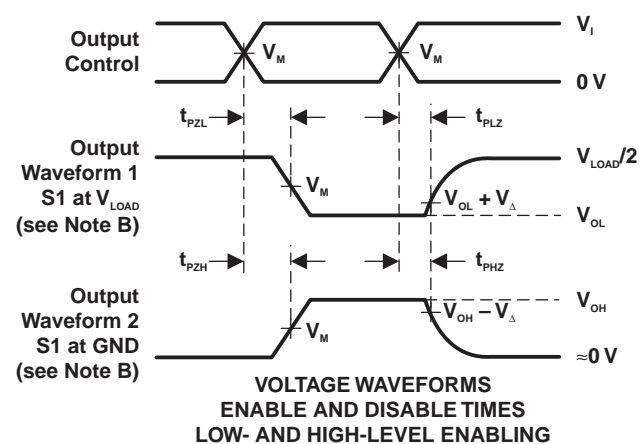 Output
Control
V_M
V_M
V_I
0 V
t_PZL
t_PLZ
Output
Waveform 1
S1 at V_LOAD
(see Note B)
V_M
V_OL + V_Δ
V_LOAD/2
V_OL
t_PZH
t_PHZ
Output
Waveform 2
S1 at GND
(see Note B)
V_M
V_OH − V_Δ
V_OH
≈0 V
VOLTAGE WAVEFORMS
ENABLE AND DISABLE TIMES
LOW- AND HIGH-LEVEL ENABLING